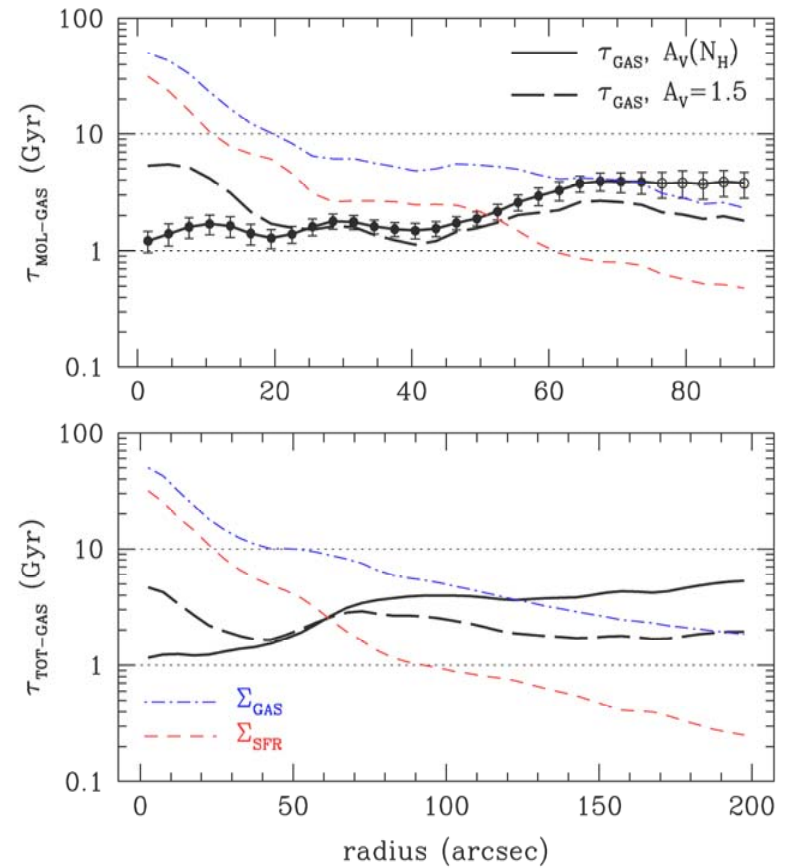 100
10
1
0.1
τ_MOL-GAS (Gyr)
τ_GAS, A_V(N_H)
τ_GAS, A_V=1.5
0 20 40 60 80
100
10
1
0.1
τ_TOT-GAS (Gyr)
Σ_GAS
Σ_SFR
0 50 100 150 200
radius (arcsec)